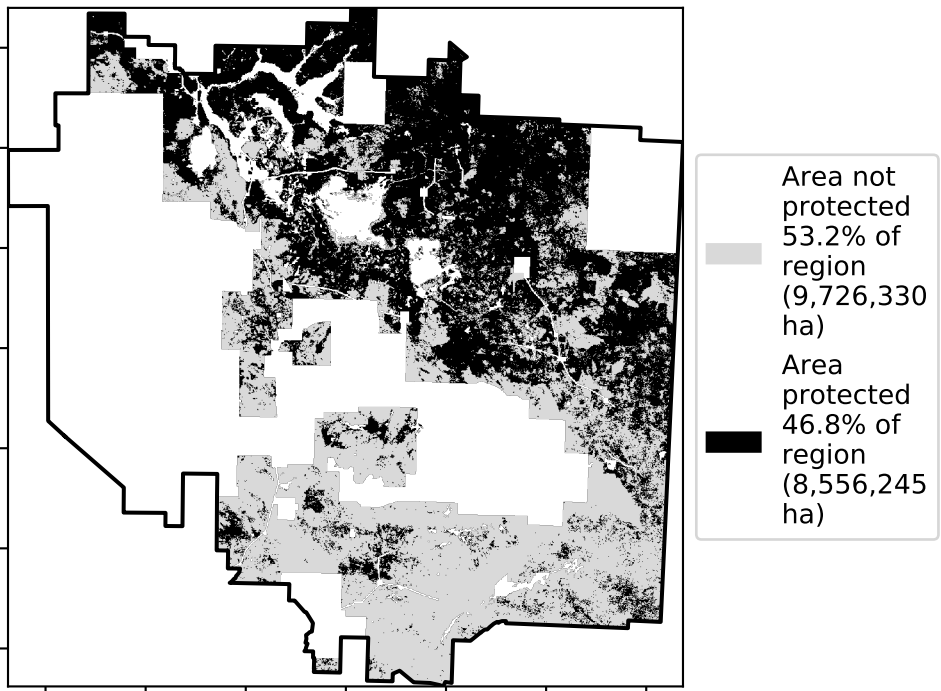 Area not
protected
53.2% of
region
(9,726,330
ha)
Area
protected
46.8% of
region
(8,556,245
ha)